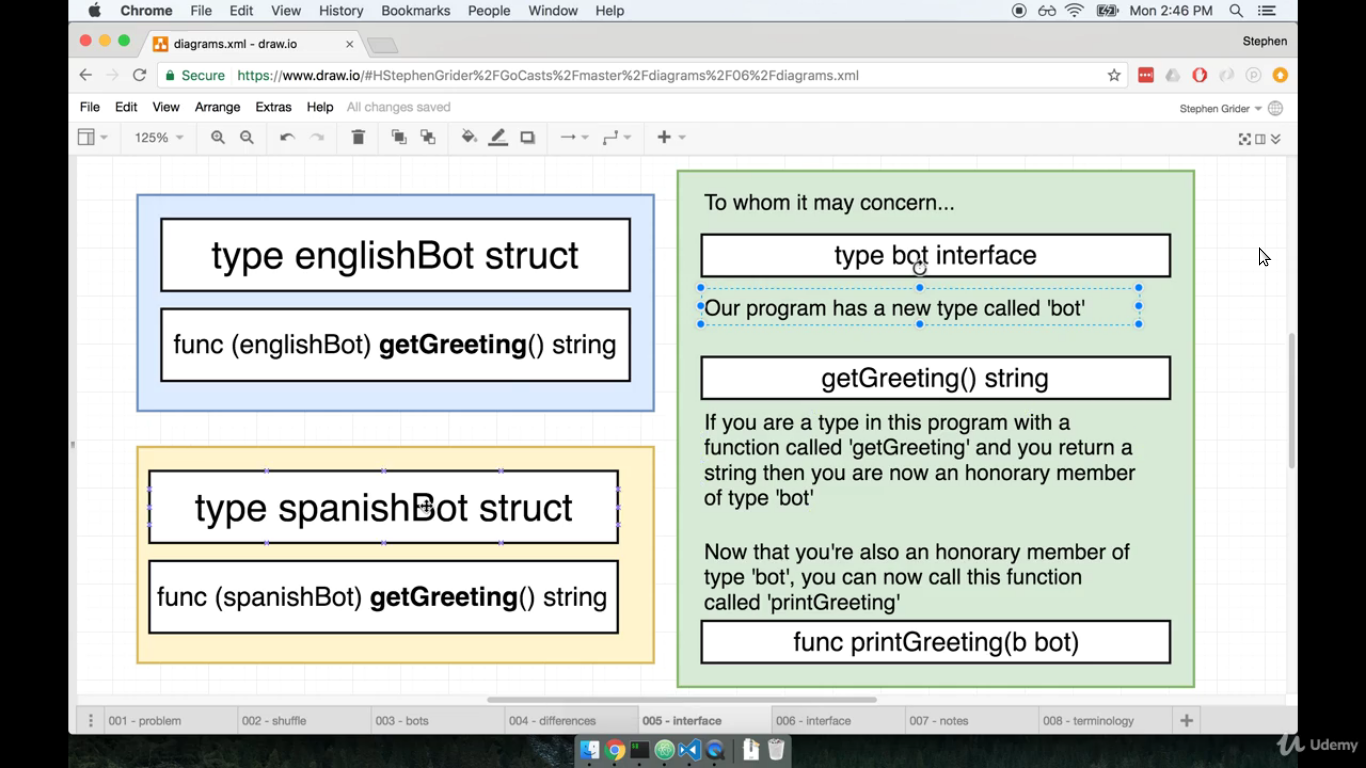 Chrome File Edit View History Bookmarks People Window Help Mon 2:46 PM
diagrams.xml - draw.io Stephen
Secure https://www.draw.io/#HStephenGrider%2FGoCasts%2Fmaster%2Fdiagrams%2F06%2Fdiagrams.xml
File Edit View Arrange Extras Help All changes saved Stephen Grider
125%
type englishBot struct
func (englishBot) getGreeting() string
type spanishBot struct
func (spanishBot) getGreeting() string
To whom it may concern...
type bot interface
Our program has a new type called 'bot'
getGreeting() string
If you are a type in this program with a
function called 'getGreeting' and you return a
string then you are now an honorary member
of type 'bot'
Now that you're also an honorary member of
type 'bot', you can now call this function
called 'printGreeting'
func printGreeting(b bot)
001 - problem 002 - shuffle 003 - bots 004 - differences 005 - interface 006 - interface 007 - notes 008 - terminology
Udemy